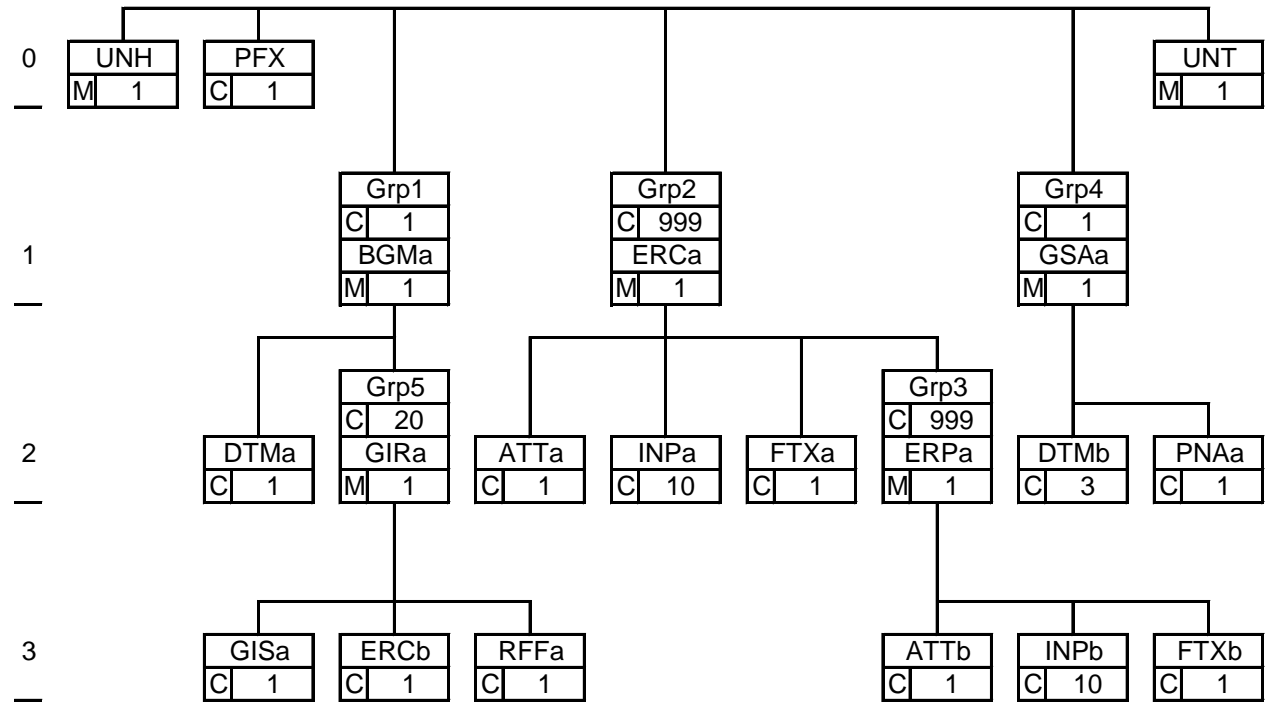 0
UNH
M 1
PFX
C 1
UNT
M 1
1
Grp1
C 1
BGMa
M 1
Grp2
C 999
ERCa
M 1
Grp4
C 1
GSAa
M 1
2
DTMa
C 1
Grp5
C 20
GIRa
M 1
ATTa
C 1
INPa
C 10
FTXa
C 1
Grp3
C 999
ERPa
M 1
DTMb
C 3
PNAa
C 1
3
GISa
C 1
ERCb
C 1
RFFa
C 1
ATTb
C 1
INPb
C 10
FTXb
C 1